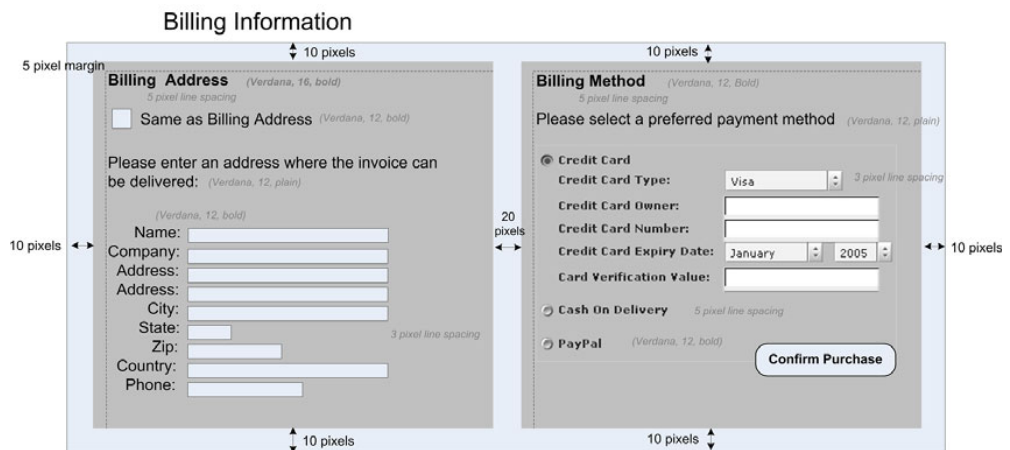 Billing Information
10 pixels
10 pixels
5 pixel margin
Billing Address (Verdana, 16, bold)
5 pixel line spacing
Same as Billing Address (Verdana, 12, bold)
Please enter an address where the invoice can
be delivered: (Verdana, 12, plain)
(Verdana, 12, bold)
Name:
Company:
Address:
Address:
City:
State:
3 pixel line spacing
Zip:
Country:
Phone:
10 pixels
20
pixels
10 pixels
Billing Method (Verdana, 12, Bold)
5 pixel line spacing
Please select a preferred payment method (Verdana, 12, plain)
Credit Card
Credit Card Type: Visa 3 pixel line spacing
Credit Card Owner:
Credit Card Number:
Credit Card Expiry Date: January 2005
Card Verification Value:
Cash On Delivery 5 pixel line spacing
PayPal (Verdana, 12, bold)
Confirm Purchase
10 pixels
10 pixels